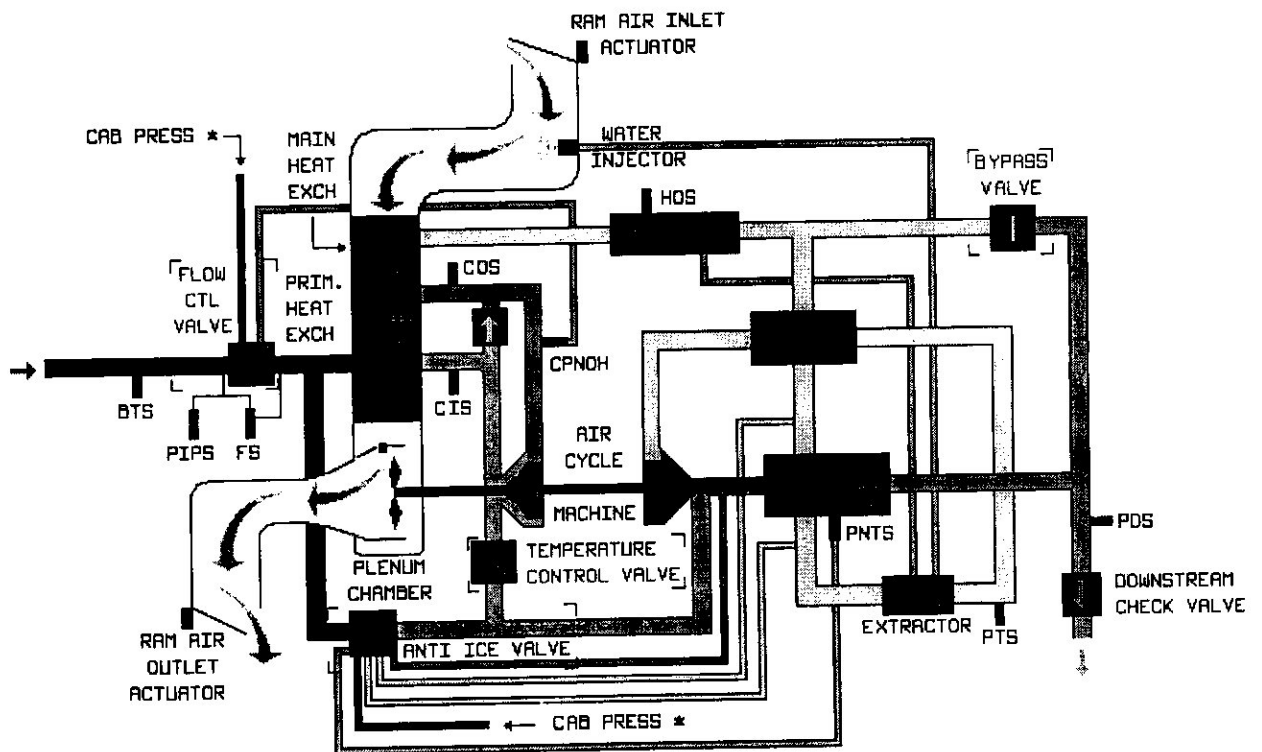 RAM AIR INLET
ACTUATOR
CAB PRESS *
MAIN
HEAT
EXCH
WATER
INJECTOR
BYPASS
VALVE
HOS
FLOW
CTL
VALVE
PRIM.
HEAT
EXCH
COS
CPNOH
BTS
CIS
PIPS
FS
AIR
CYCLE
MACHINE
PNTS
PDS
PLENUM
CHAMBER
TEMPERATURE
CONTROL VALVE
DOWNSTREAM
CHECK VALVE
EXTRACTOR
PTS
RAM AIR
OUTLET
ACTUATOR
ANTI ICE VALVE
CAB PRESS *